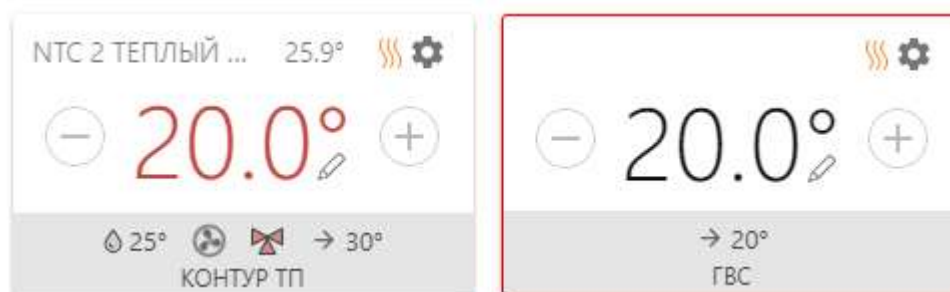 NTC 2 ТЕПЛЫЙ ... 25.9°
20.0°
25° → 30°
КОНТУР ТП
20.0°
→ 20°
ГВС